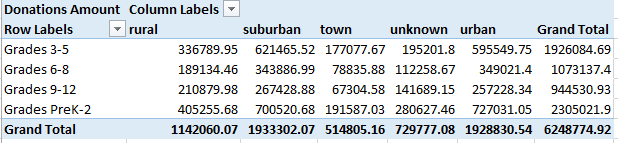 Donations Amount Column Labels
Row Labels rural suburban town unknown urban Grand Total
Grades 3-5 336789.95 621465.52 177077.67 195201.8 595549.75 1926084.69
Grades 6-8 189134.46 343886.99 78835.88 112258.67 349021.4 1073137.4
Grades 9-12 210879.98 267428.88 67304.58 141689.15 257228.34 944530.93
Grades PreK-2 405255.68 700520.68 191587.03 280627.46 727031.05 2305021.9
Grand Total 1142060.07 1933302.07 514805.16 729777.08 1928830.54 6248774.92